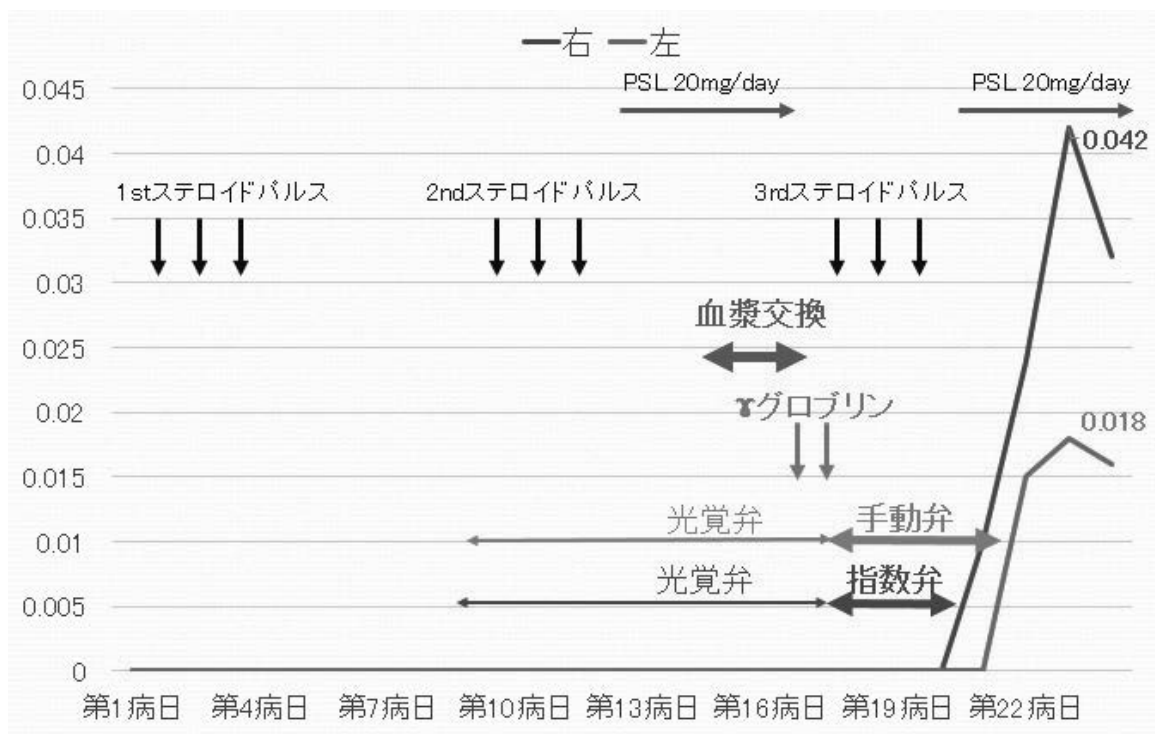 右 左
0.045
0.04
0.035
0.03
0.025
0.02
0.015
0.01
0.005
0
PSL 20mg/day
PSL 20mg/day
0.042
1stステロイドパルス
2ndステロイドパルス
3rdステロイドパルス
血漿交換
γグロブリン
0.018
光覚弁
手動弁
光覚弁
指数弁
第1病日 第4病日 第7病日 第10病日 第13病日 第16病日 第19病日 第22病日